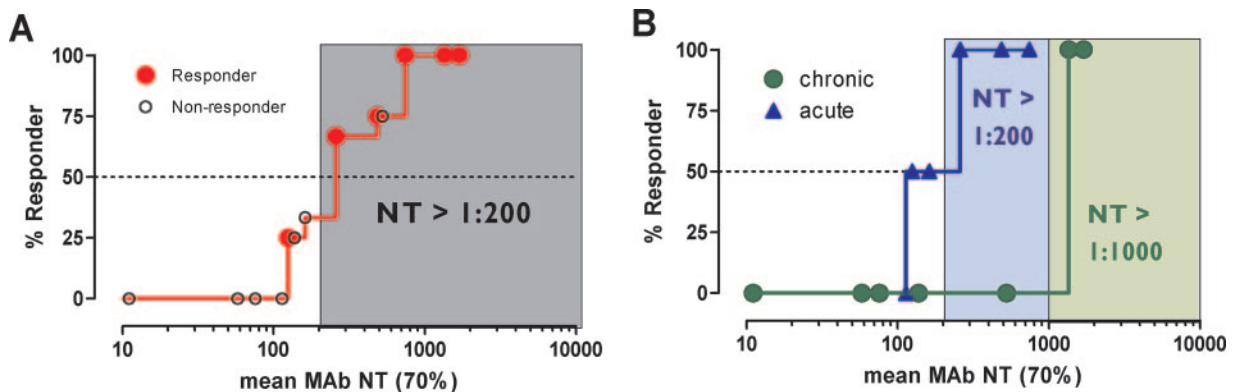 A
% Responder
100
75
50
25
0
Responder
Non-responder
NT > 1:200
10
100
1000
10000
mean MAb NT (70%)
B
% Responder
100
75
50
25
0
chronic
acute
NT >
1:200
NT >
1:1000
10
100
1000
10000
mean MAb NT (70%)